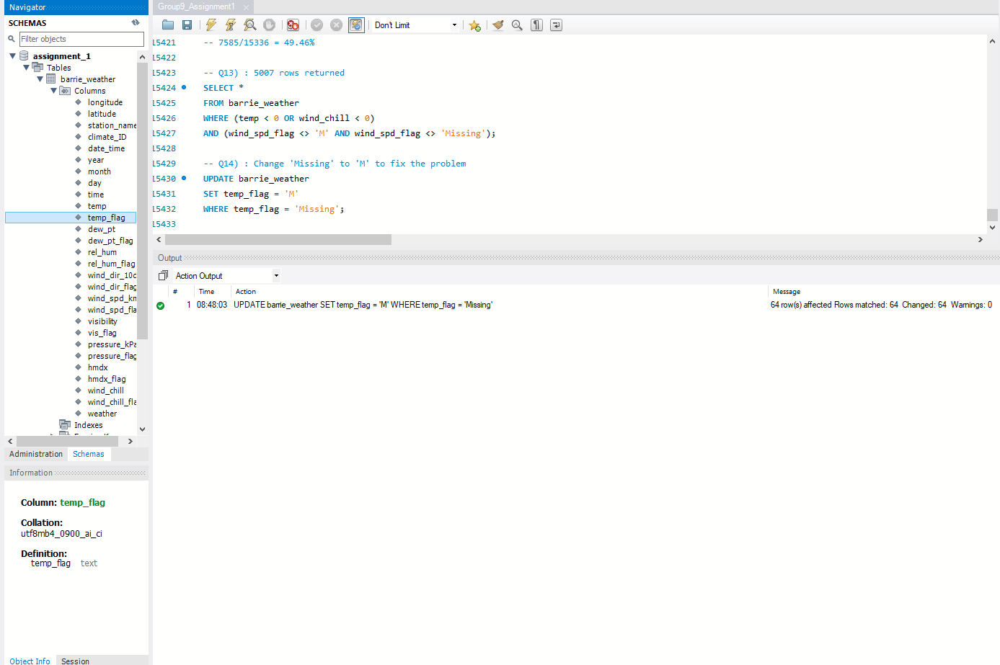 Navigator
SCHEMAS
Filter objects
assignment_1
Tables
barrie_weather
Columns
longitude
latitude
station_name
climate_ID
date_time
year
month
day
time
temp
temp_flag
dew_pt
dew_pt_flag
rel_hum
rel_hum_flag
wind_dir_10d
wind_dir_flag
wind_spd_km
wind_spd_fla
visibility
vis_flag
pressure_kPa
pressure_flag
hmdx
hmdx_flag
wind_chill
wind_chill_fla
weather
Indexes
Administration Schemas
Information
Column: temp_flag
Collation:
utf8mb4_0900_ai_ci
Definition:
temp_flag text
Object Info Session
Group9_Assignment1
Don't Limit
15421 -- 7585/15336 = 49.46%
15422
15423 -- Q13) : 5007 rows returned
15424 SELECT *
15425 FROM barrie_weather
15426 WHERE (temp < 0 OR wind_chill < 0)
15427 AND (wind_spd_flag <> 'M' AND wind_spd_flag <> 'Missing');
15428
15429 -- Q14) : Change 'Missing' to 'M' to fix the problem
15430 UPDATE barrie_weather
15431 SET temp_flag = 'M'
15432 WHERE temp_flag = 'Missing';
15433
Output
Action Output
# Time Action Message
1 08:48:03 UPDATE barrie_weather SET temp_flag = 'M' WHERE temp_flag = 'Missing' 64 row(s) affected Rows matched: 64 Changed: 64 Warnings: 0